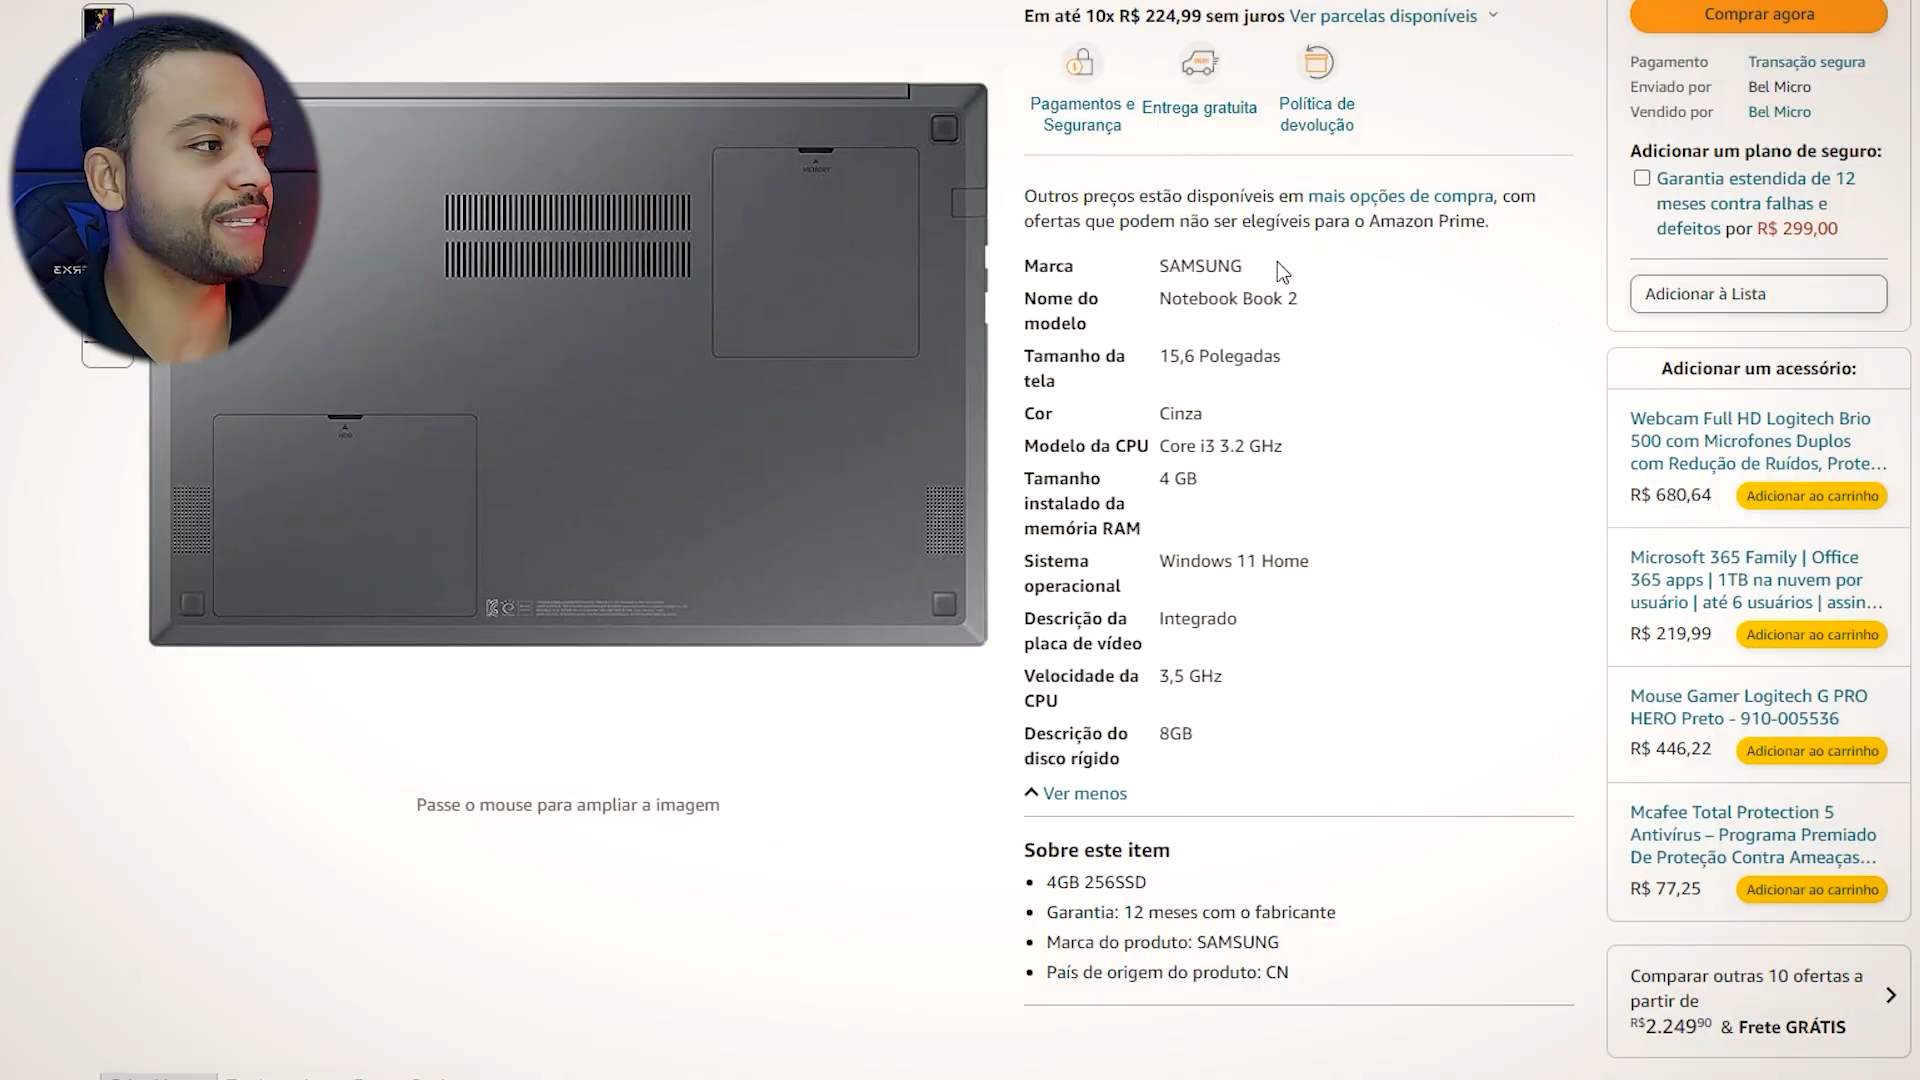 Em até 10x R$ 224,99 sem juros Ver parcelas disponíveis
Pagamentos e
Segurança
Entrega gratuita
Política de
devolução
Outros preços estão disponíveis em mais opções de compra, com
ofertas que podem não ser elegíveis para o Amazon Prime.
Marca SAMSUNG
Nome do Notebook Book 2
modelo
Tamanho da 15,6 Polegadas
tela
Cor Cinza
Modelo da CPU Core i3 3.2 GHz
Tamanho 4 GB
instalado da
memória RAM
Sistema Windows 11 Home
operacional
Descrição da Integrado
placa de vídeo
Velocidade da 3,5 GHz
CPU
Descrição do 8GB
disco rígido
Ver menos
Sobre este item
• 4GB 256SSD
• Garantia: 12 meses com o fabricante
• Marca do produto: SAMSUNG
• País de origem do produto: CN
MEMORY
HDD
Passe o mouse para ampliar a imagem
Comprar agora
Pagamento Transação segura
Enviado por Bel Micro
Vendido por Bel Micro
Adicionar um plano de seguro:
Garantia estendida de 12
meses contra falhas e
defeitos por R$ 299,00
Adicionar à Lista
Adicionar um acessório:
Webcam Full HD Logitech Brio
500 com Microfones Duplos
com Redução de Ruídos, Prote...
R$ 680,64 Adicionar ao carrinho
Microsoft 365 Family | Office
365 apps | 1TB na nuvem por
usuário | até 6 usuários | assin...
R$ 219,99 Adicionar ao carrinho
Mouse Gamer Logitech G PRO
HERO Preto - 910-005536
R$ 446,22 Adicionar ao carrinho
Mcafee Total Protection 5
Antivírus – Programa Premiado
De Proteção Contra Ameaças...
R$ 77,25 Adicionar ao carrinho
Comparar outras 10 ofertas a
partir de
R$2.24990 & Frete GRÁTIS